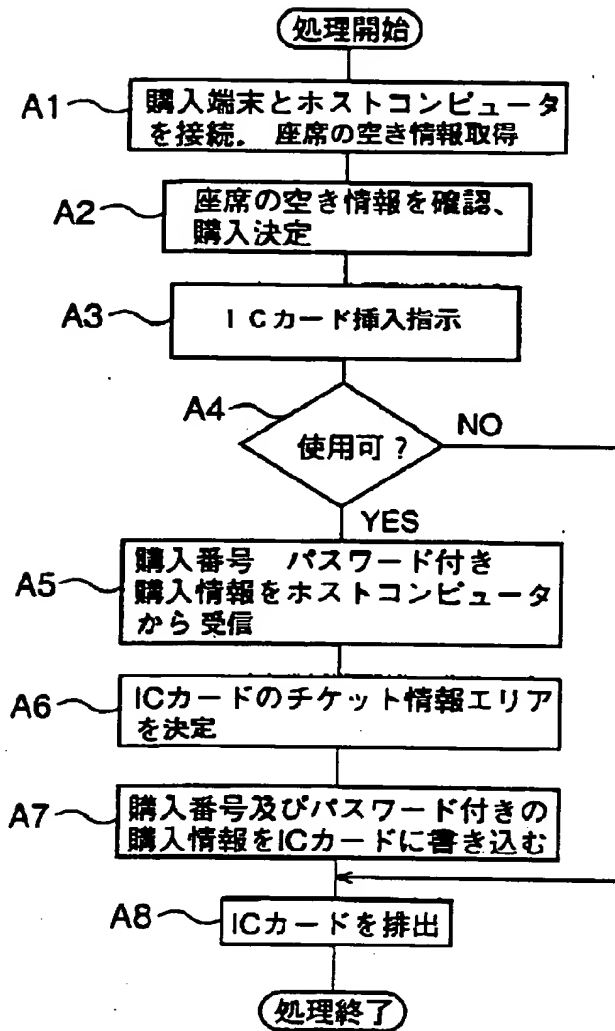 処理開始
A1
購入端末とホストコンピュータ
を接続. 座席の空き情報取得
A2
座席の空き情報を確認、
購入決定
A3
ICカード挿入指示
A4
使用可?
NO
YES
A5
購入番号 パスワード付き
購入情報をホストコンピュータ
から受信
A6
ICカードのチケット情報エリア
を決定
A7
購入番号及びパスワード付きの
購入情報をICカードに書き込む
A8
ICカードを排出
処理終了